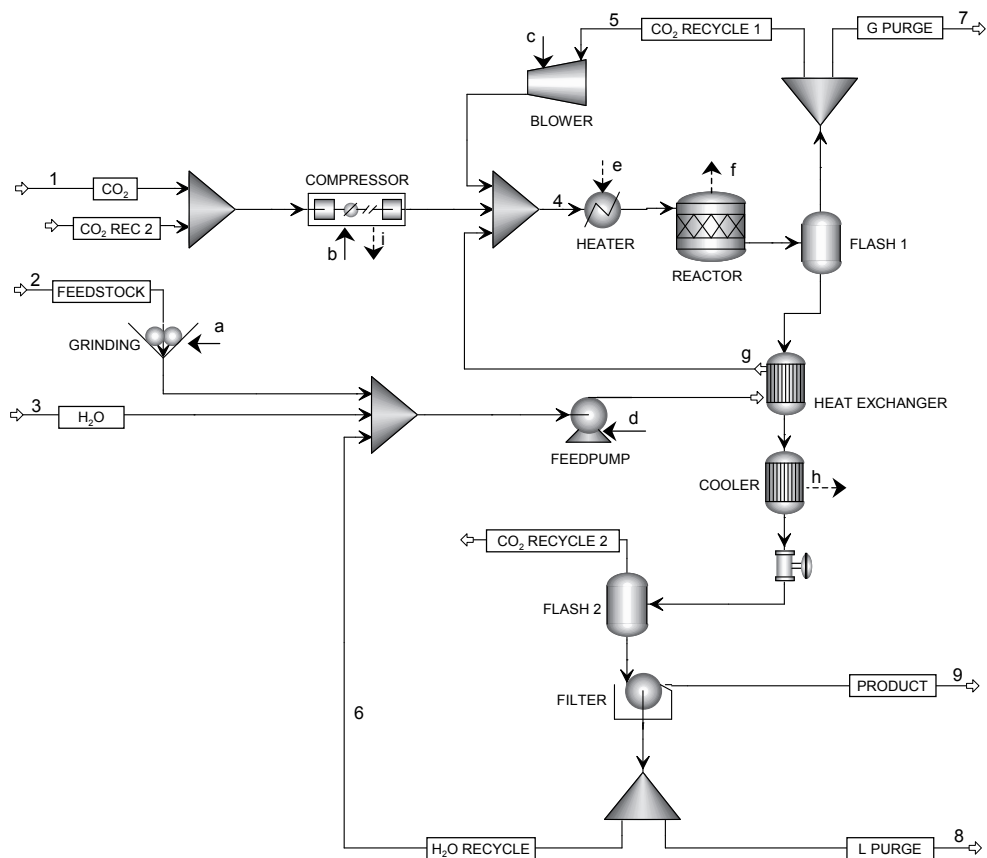 5
CO₂ RECYCLE 1
G PURGE
7
c
BLOWER
1
CO₂
COMPRESSOR
e
f
4
CO₂ REC 2
HEATER
FLASH 1
b
i
REACTOR
2
FEEDSTOCK
GRINDING
a
g
3
H₂O
HEAT EXCHANGER
d
FEEDPUMP
COOLER
h
CO₂ RECYCLE 2
FLASH 2
6
FILTER
PRODUCT
9
H₂O RECYCLE
L PURGE
8